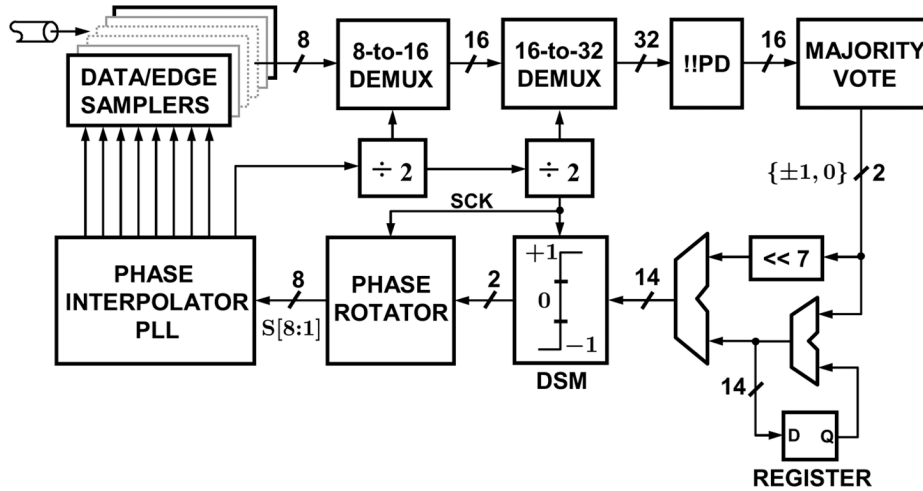 8
8-to-16
DEMUX
16
16-to-32
DEMUX
32
!!PD
16
MAJORITY
VOTE
DATA/EDGE
SAMPLERS
÷ 2
÷ 2
{±1, 0}
2
SCK
PHASE
INTERPOLATOR
PLL
8
S[8:1]
PHASE
ROTATOR
2
+1
0
−1
DSM
14
<< 7
14
D Q
REGISTER